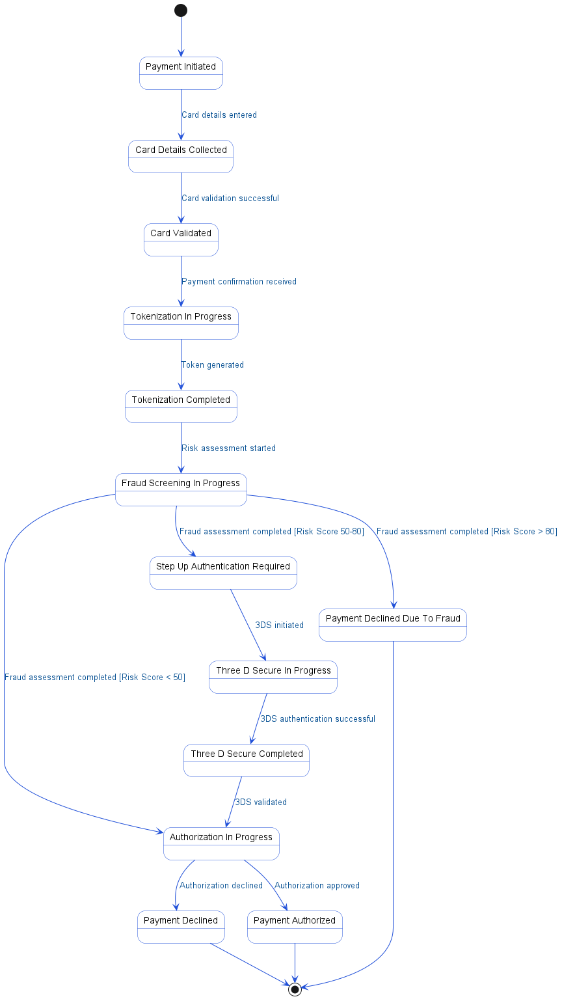 Payment Initiated
Card details entered
Card Details Collected
Card validation successful
Card Validated
Payment confirmation received
Tokenization In Progress
Token generated
Tokenization Completed
Risk assessment started
Fraud Screening In Progress
Fraud assessment completed [Risk Score 50-80]
Fraud assessment completed [Risk Score > 80]
Step Up Authentication Required
Payment Declined Due To Fraud
3DS initiated
Three D Secure In Progress
Fraud assessment completed [Risk Score < 50]
3DS authentication successful
Three D Secure Completed
3DS validated
Authorization In Progress
Authorization declined
Authorization approved
Payment Declined
Payment Authorized